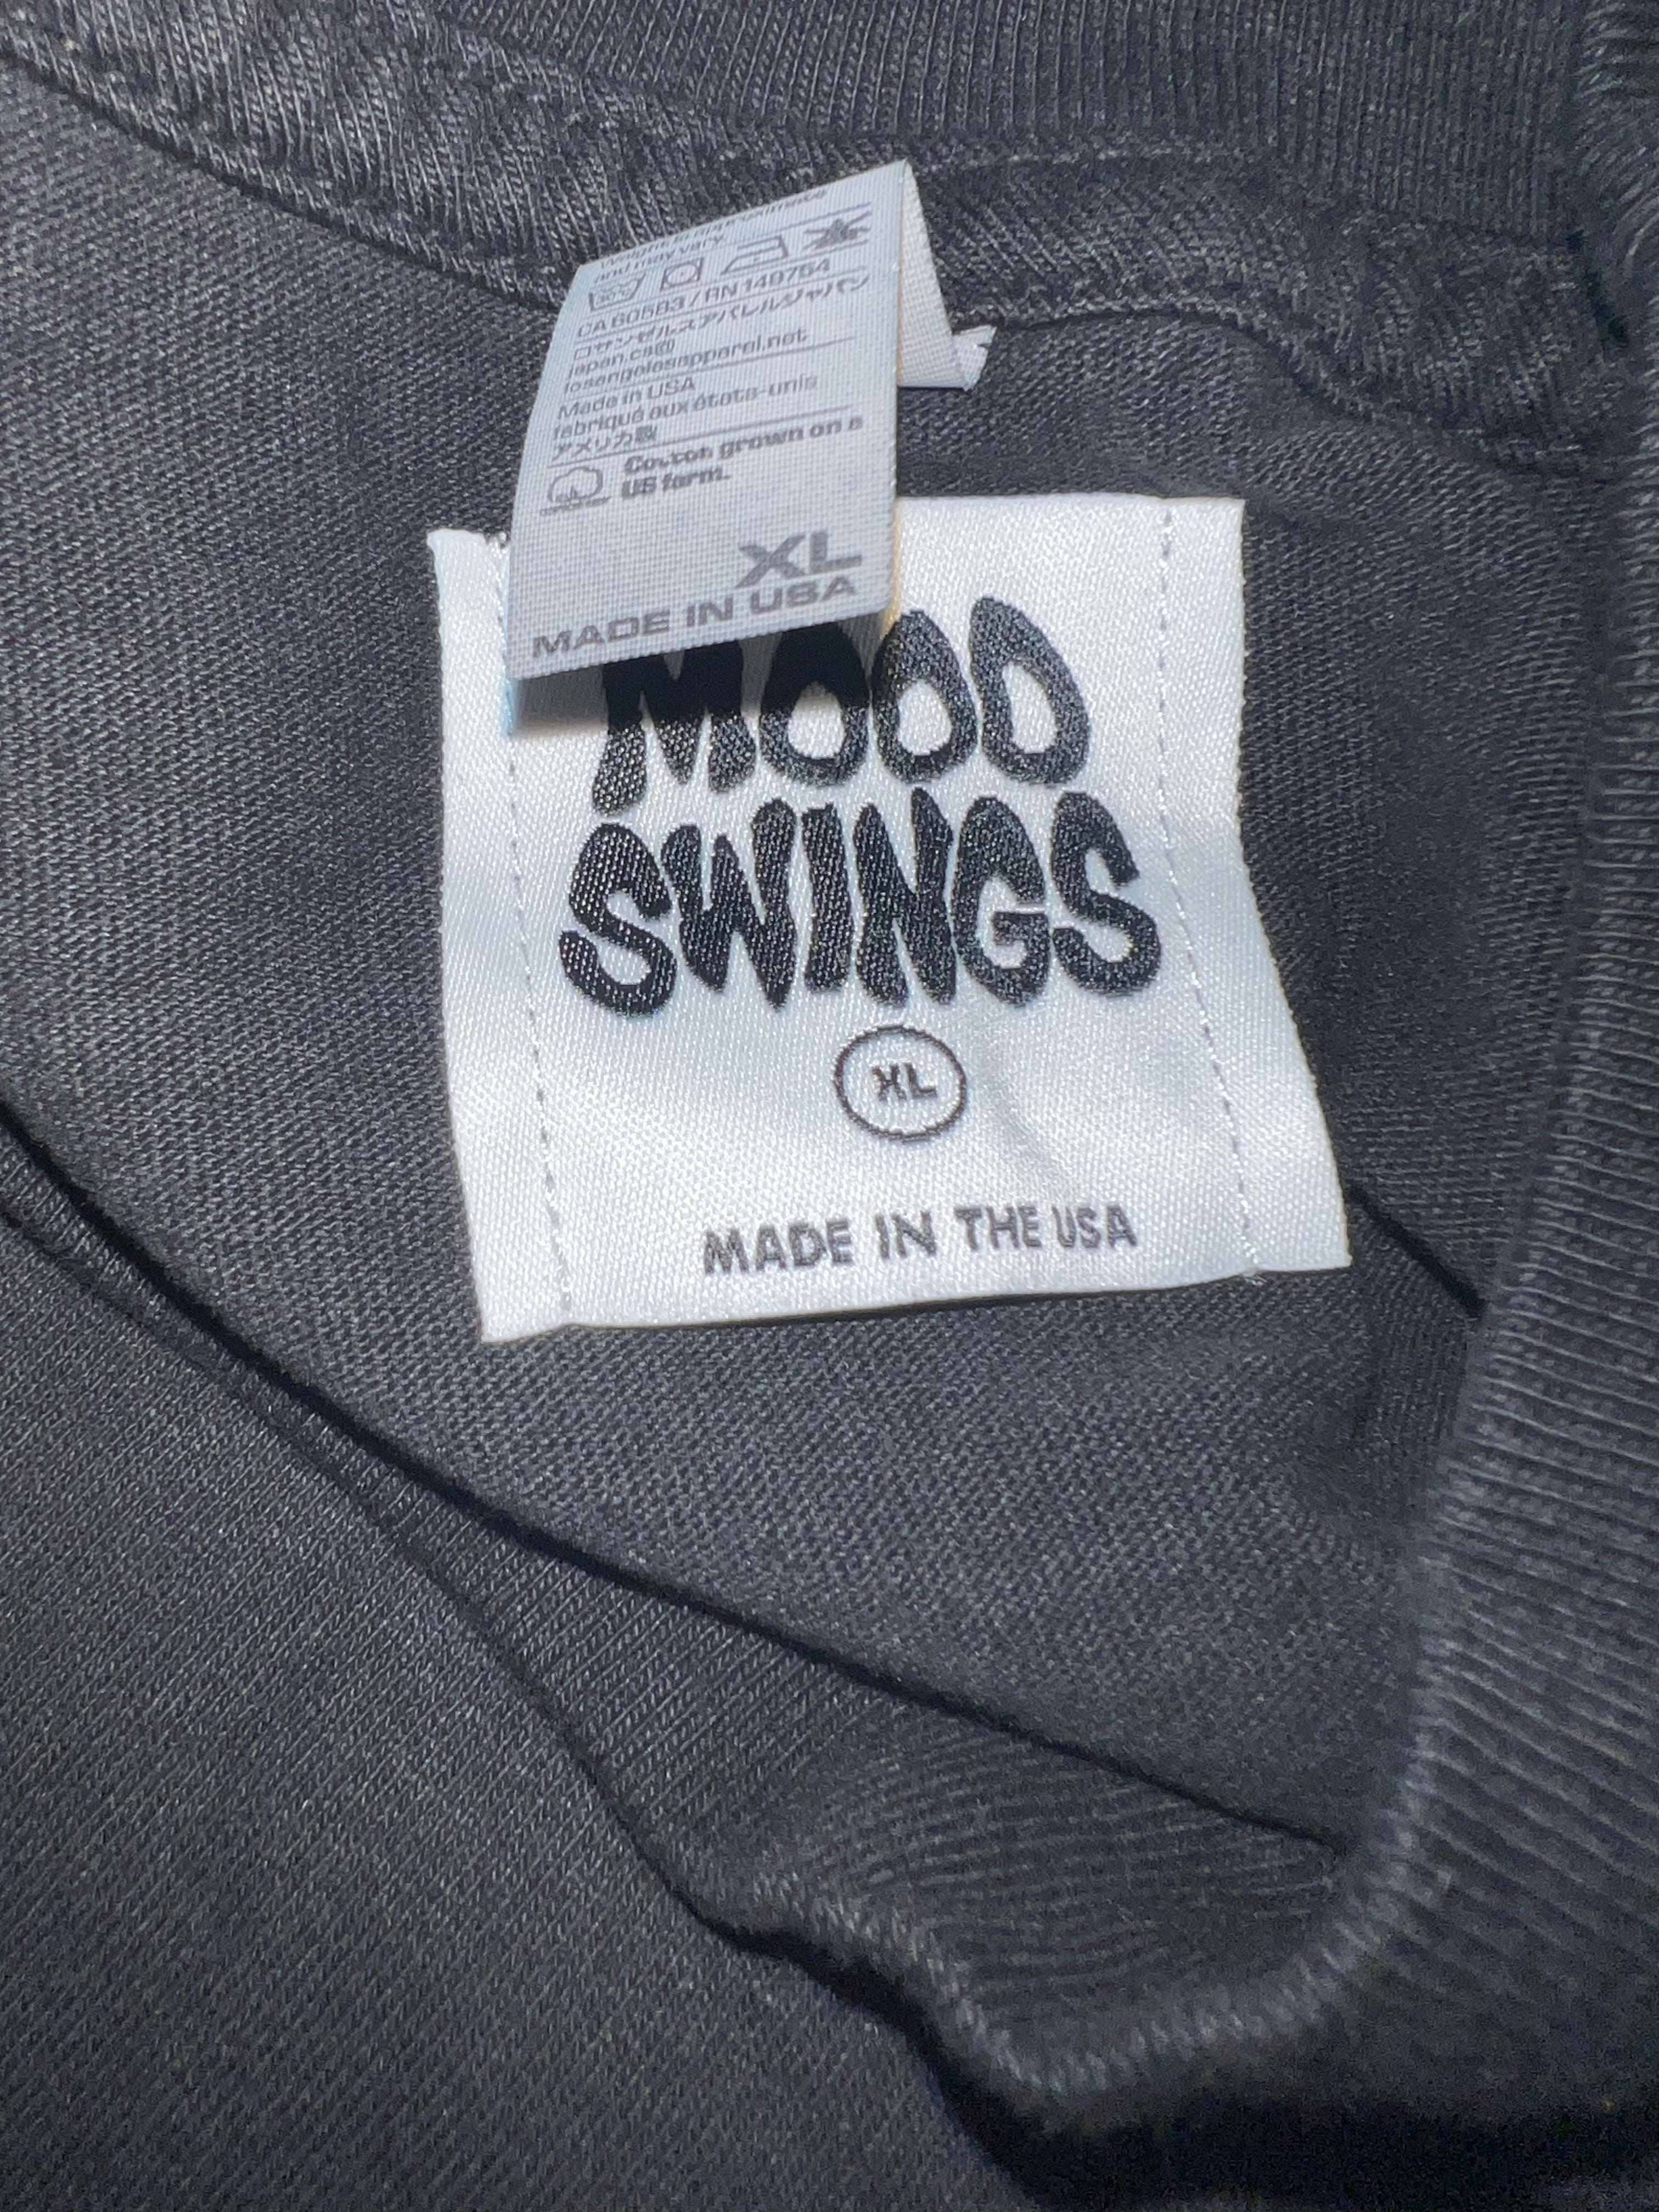 and may vary.
CA 60583 / RN 149764
ロサンゼルスアパレルジャパン
japan.cs@
losangelesapparel.net
Made in USA
fabriqué aux états-unis
アメリカ製
Cotton grown on a
US farm.
XL
MADE IN USA
MOOD
SWINGS
XL
MADE IN THE USA